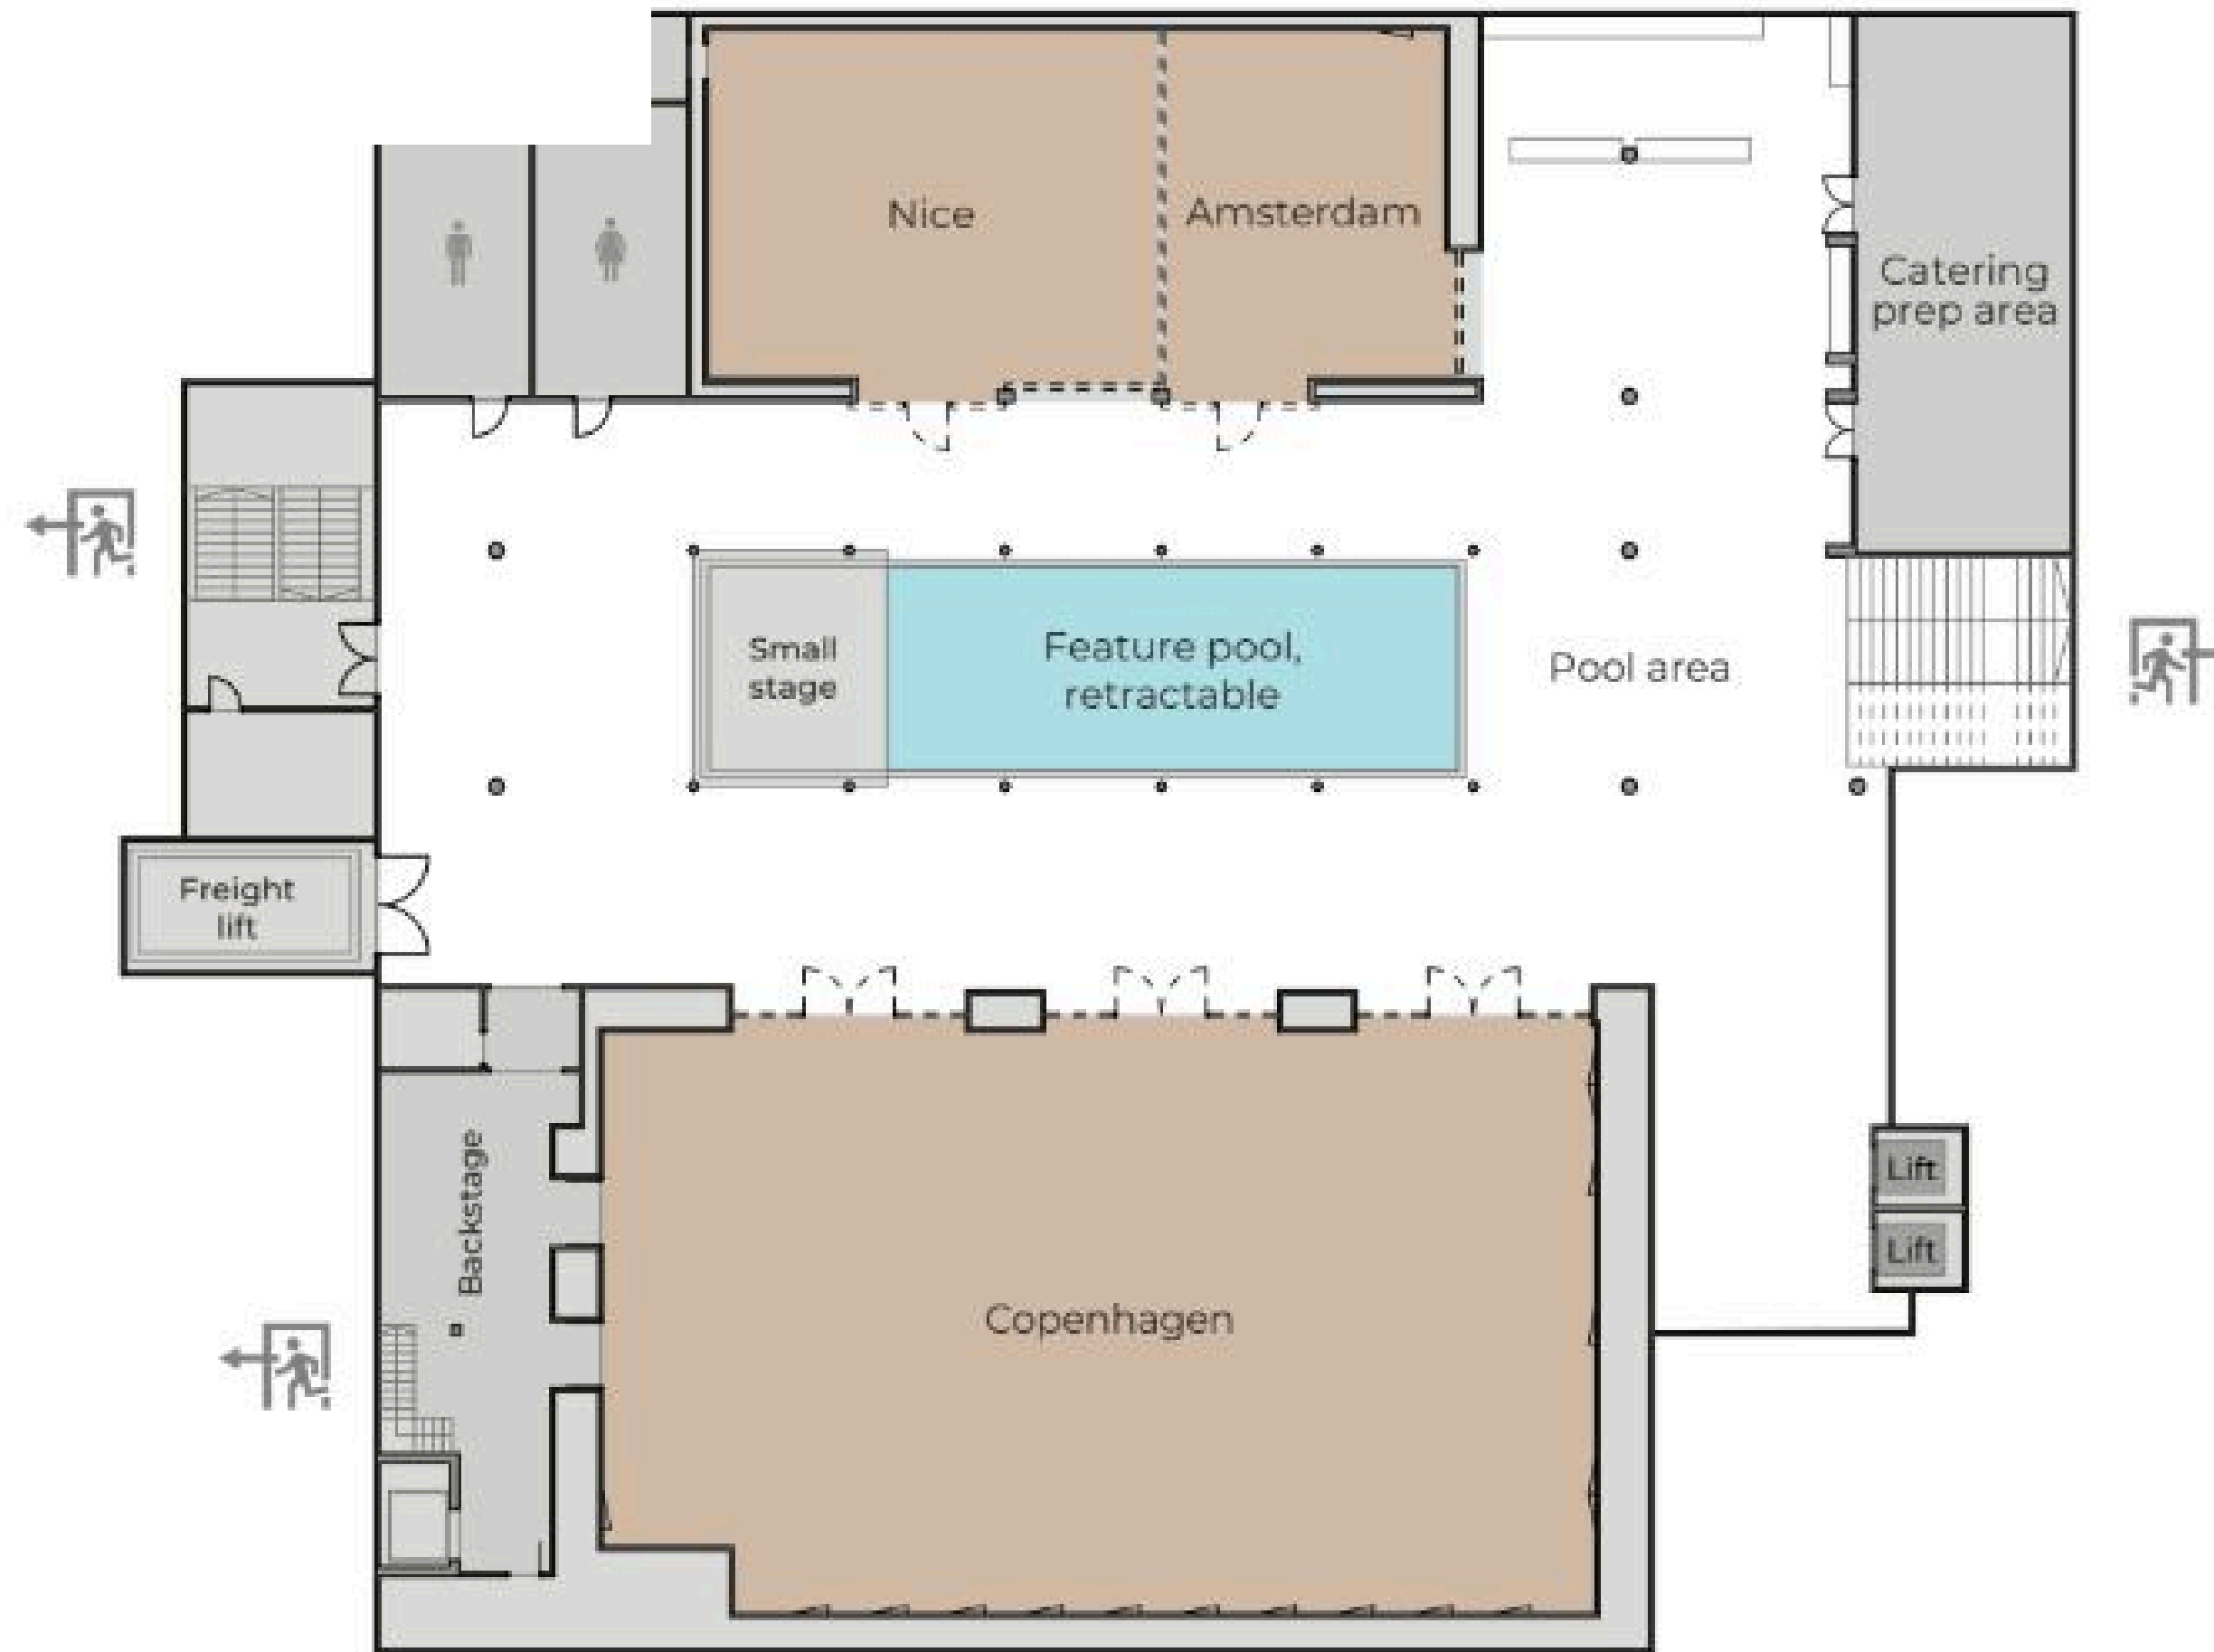 Nice
Amsterdam
Catering
prep area
Small
stage
Feature pool,
retractable
Pool area
Freight
lift
Backstage
Lift
Lift
Copenhagen